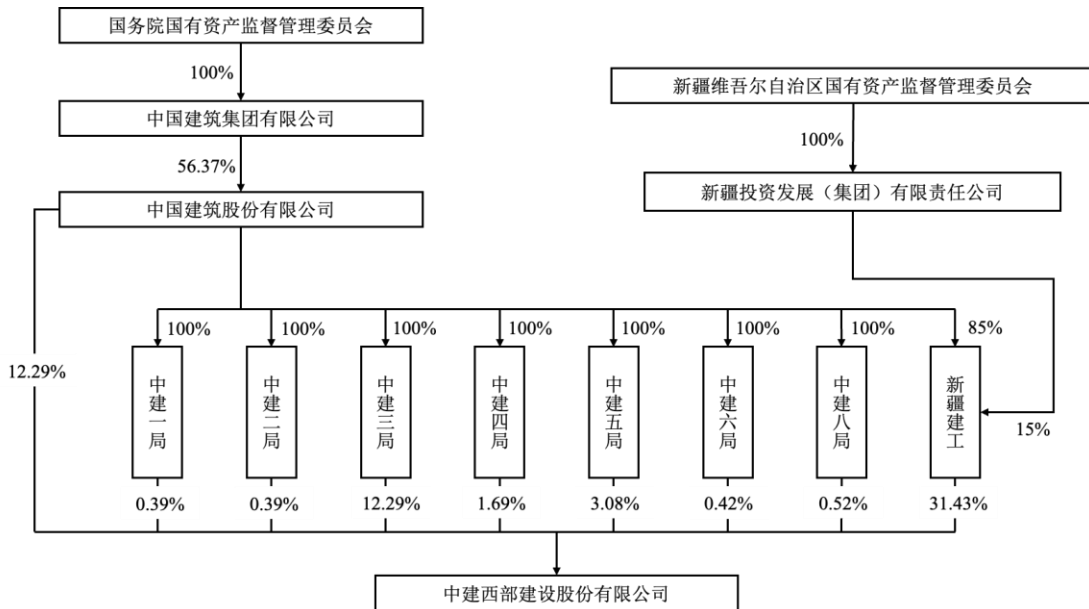 国务院国有资产监督管理委员会
100%
新疆维吾尔自治区国有资产监督管理委员会
中国建筑集团有限公司
100%
56.37%
新疆投资发展（集团）有限责任公司
中国建筑股份有限公司
100%
100%
100%
100%
100%
100%
100%
85%
12.29%
中建一局
中建二局
中建三局
中建四局
中建五局
中建六局
中建八局
新疆建工
15%
0.39%
0.39%
12.29%
1.69%
3.08%
0.42%
0.52%
31.43%
中建西部建设股份有限公司